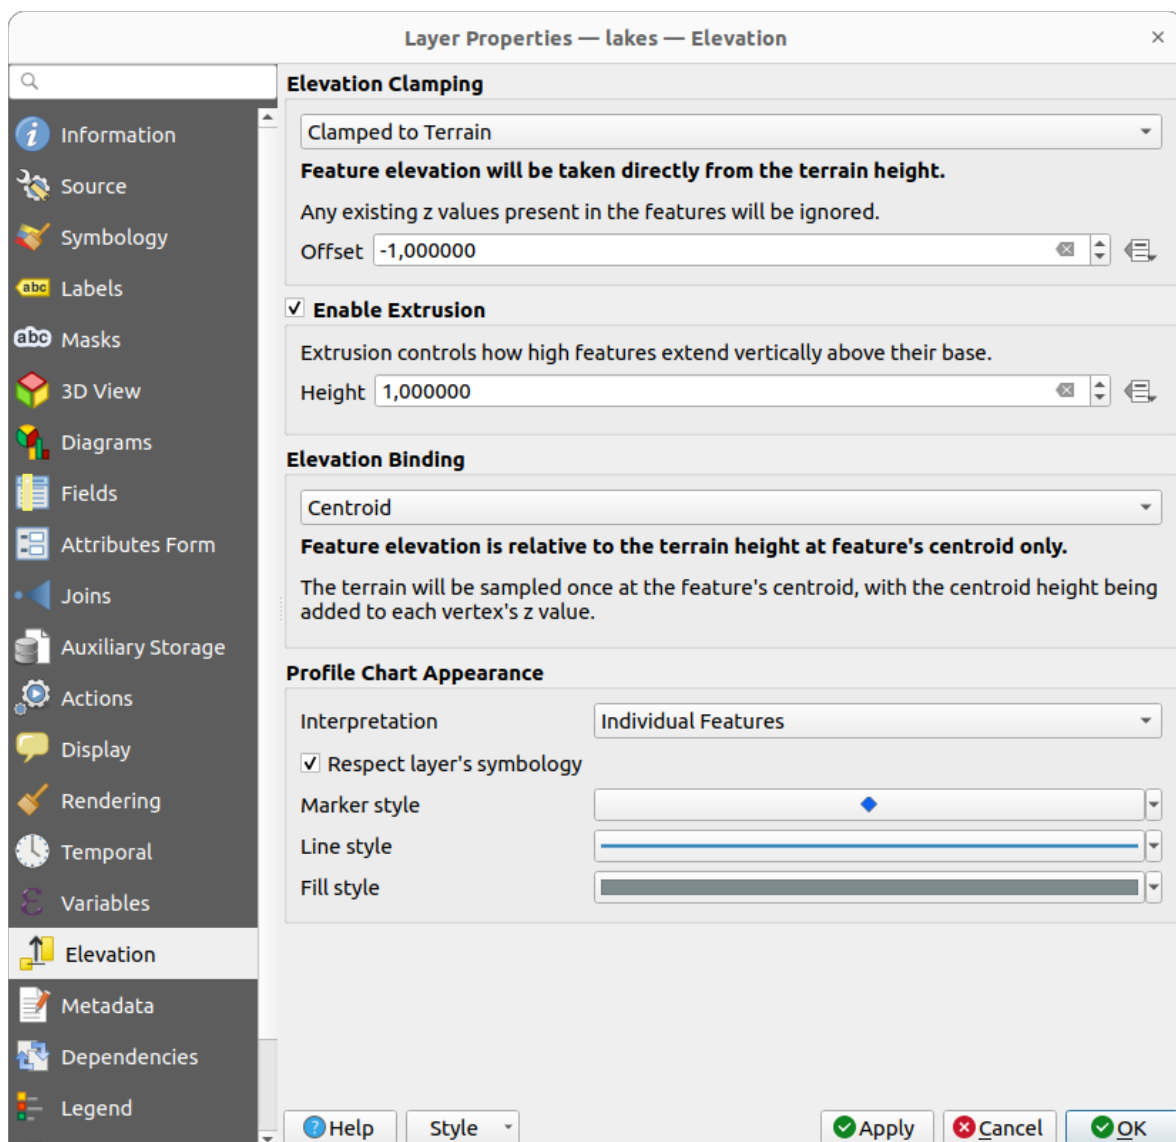 Layer Properties — lakes — Elevation
Information
Source
Symbology
abc Labels
abc Masks
3D View
Diagrams
Fields
Attributes Form
Joins
Auxiliary Storage
Actions
Display
Rendering
Temporal
Variables
Elevation
Metadata
Dependencies
Legend
Elevation Clamping
Clamped to Terrain
Feature elevation will be taken directly from the terrain height.
Any existing z values present in the features will be ignored.
Offset -1,000000
Enable Extrusion
Extrusion controls how high features extend vertically above their base.
Height 1,000000
Elevation Binding
Centroid
Feature elevation is relative to the terrain height at feature's centroid only.
The terrain will be sampled once at the feature's centroid, with the centroid height being
added to each vertex's z value.
Profile Chart Appearance
Interpretation Individual Features
Respect layer's symbology
Marker style
Line style
Fill style
Help Style Apply Cancel OK